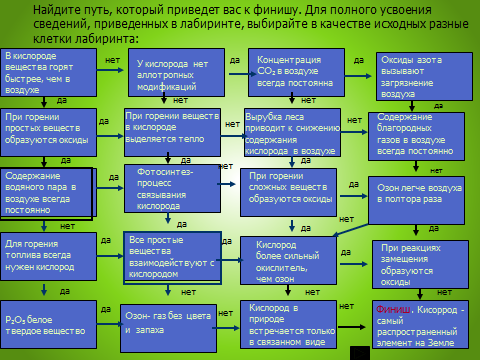 Найдите путь, который приведет вас к финишу. Для полного усвоения
сведений, приведенных в лабиринте, выбирайте в качестве исходных разные
клетки лабиринта:
В кислороде
вещества горят
быстрее, чем в
воздухе
нет
У кислорода нет
аллотропных
модификаций
да
Концентрация
CO₂ в воздухе
всегда постоянна
да
Оксиды азота
вызывают
загрязнение
воздуха
да
нет
нет
да
При горении
простых веществ
образуются оксиды
да
При горении веществ
в кислороде
выделяется тепло
нет
Вырубка леса
приводит к снижению
содержания
кислорода в воздухе
нет
Содержание
благородных
газов в воздухе
всегда постоянно
да
да
нет
да
нет
Содержание
водяного пара в
воздухе всегда
постоянно
да
Фотосинтез-
процесс
связывания
кислорода
При горении
сложных веществ
образуются оксиды
да
Озон легче воздуха
в полтора раза
нет
да
да
нет
да
Для горения
топлива всегда
нужен кислород
да
Все простые
вещества
взаимодействуют с
кислородом
да
Кислород
более сильный
окислитель,
чем озон
да
При реакциях
замещения
образуются
оксиды
да
нет
нет
нет
P₂O₅ белое
твердое вещество
да
Озон- газ без цвета
и запаха
нет
Кислород в
природе
встречается только
в связанном виде
нет
Финиш. Кисоррод -
самый
распространенный
элемент на Земле